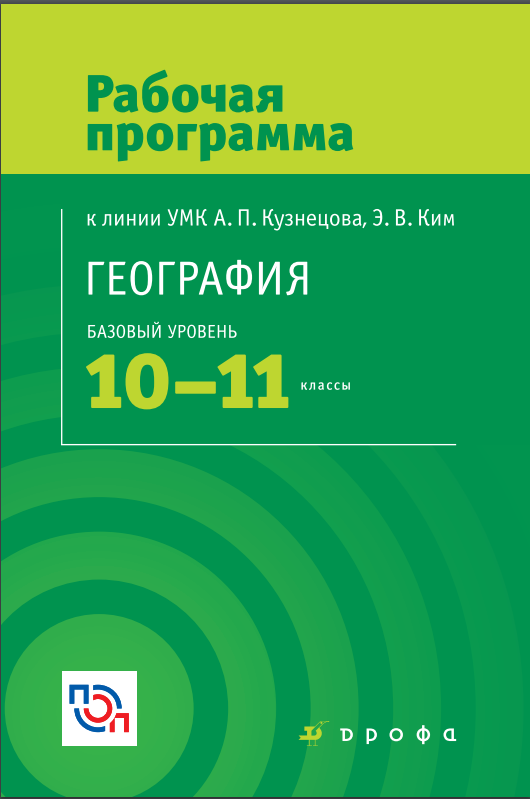 Рабочая
программа
к линии УМК А. П. Кузнецова, Э. В. Ким
ГЕОГРАФИЯ
БАЗОВЫЙ УРОВЕНЬ
10–11 классы
П
О
П
дрофа